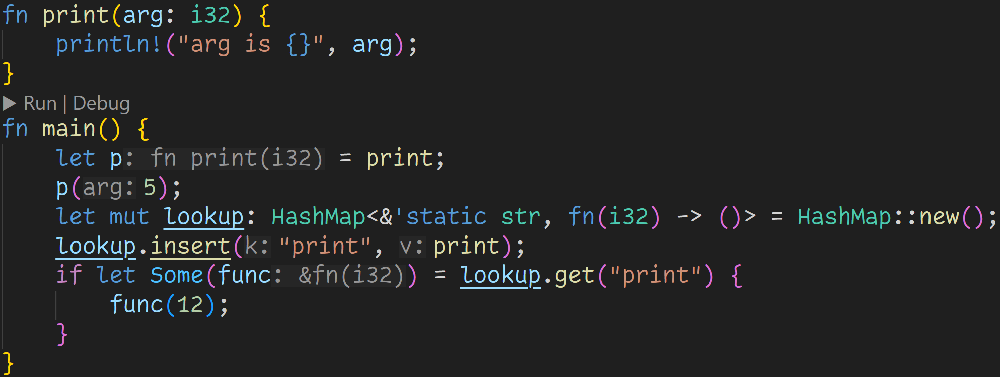 fn print(arg: i32) {
    println!("arg is {}", arg);
}
▶ Run | Debug
fn main() {
    let p: fn print(i32) = print;
    p(arg: 5);
    let mut lookup: HashMap<&'static str, fn(i32) -> ()> = HashMap::new();
    lookup.insert(k: "print", v: print);
    if let Some(func: &fn(i32)) = lookup.get("print") {
        func(12);
    }
}